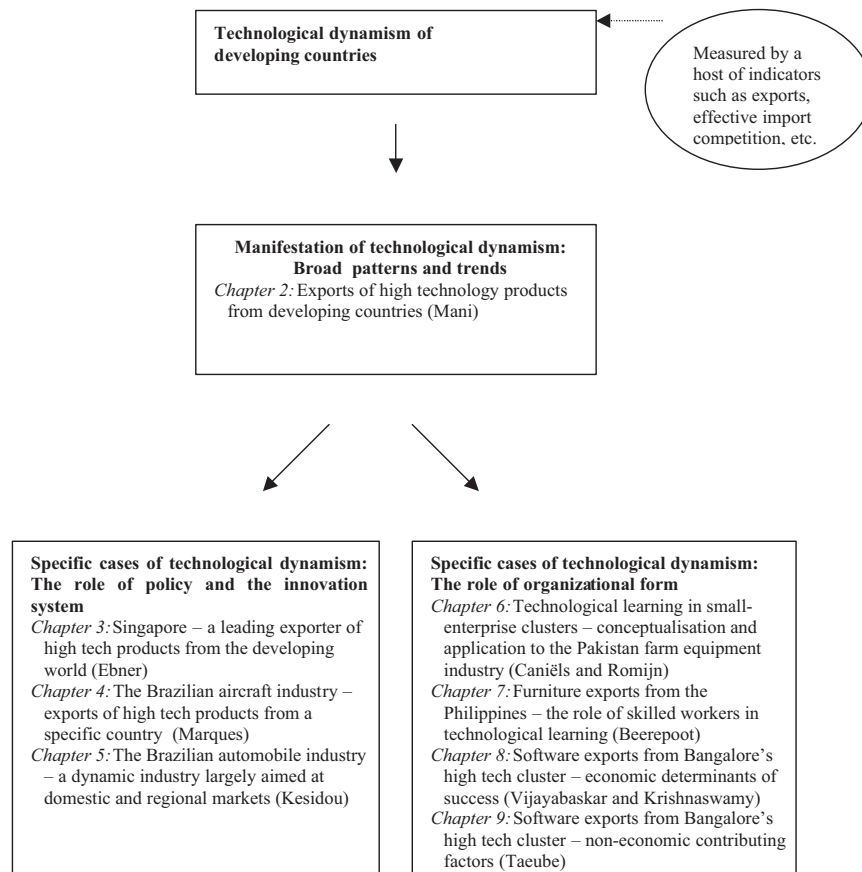 Technological dynamism of
developing countries
Measured by a
host of indicators
such as exports,
effective import
competition, etc.
Manifestation of technological dynamism:
Broad patterns and trends
Chapter 2: Exports of high technology products
from developing countries (Mani)
Specific cases of technological dynamism:
The role of policy and the innovation
system
Chapter 3: Singapore – a leading exporter of
high tech products from the developing
world (Ebner)
Chapter 4: The Brazilian aircraft industry –
exports of high tech products from a
specific country (Marques)
Chapter 5: The Brazilian automobile industry
– a dynamic industry largely aimed at
domestic and regional markets (Kesidou)
Specific cases of technological dynamism:
The role of organizational form
Chapter 6: Technological learning in small-
enterprise clusters – conceptualisation and
application to the Pakistan farm equipment
industry (Caniëls and Romijn)
Chapter 7: Furniture exports from the
Philippines – the role of skilled workers in
technological learning (Beerepoot)
Chapter 8: Software exports from Bangalore's
high tech cluster – economic determinants of
success (Vijayabaskar and Krishnaswamy)
Chapter 9: Software exports from Bangalore's
high tech cluster – non-economic contributing
factors (Taeube)